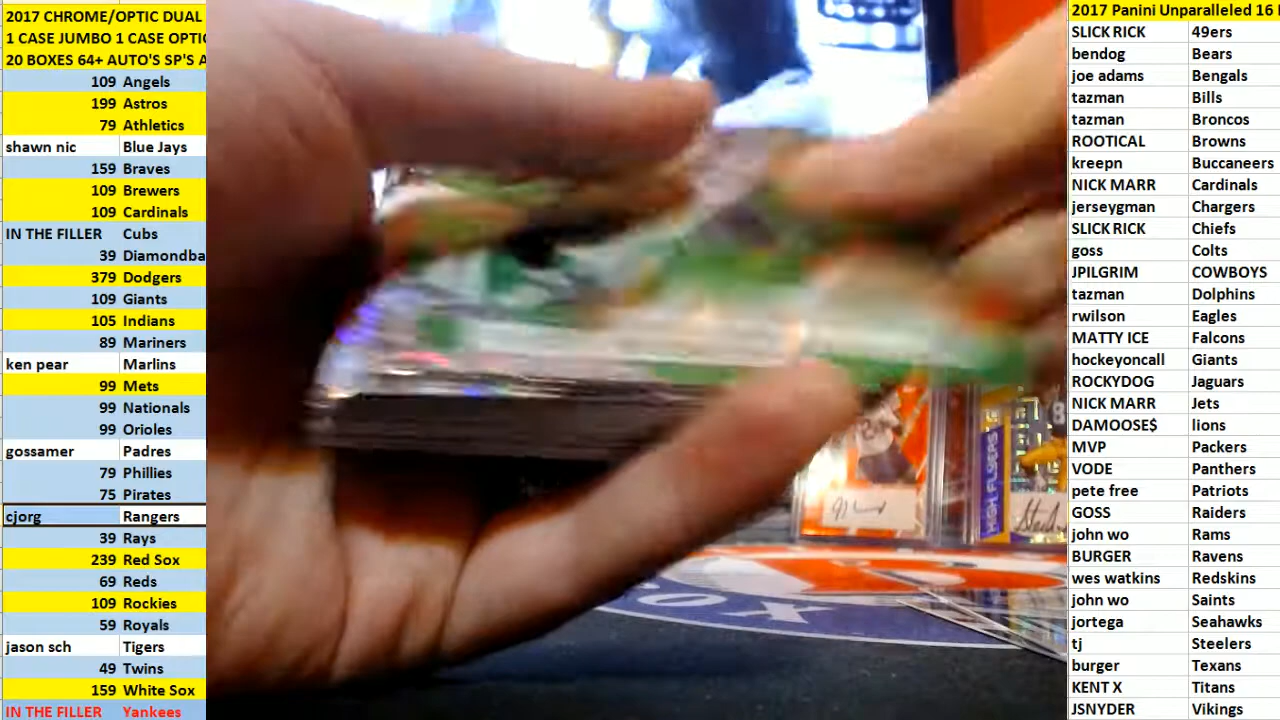 2017 CHROME/OPTIC DUAL
1 CASE JUMBO 1 CASE OPTIC
20 BOXES 64+ AUTO'S SP'S A
109 Angels
199 Astros
79 Athletics
shawn nic Blue Jays
159 Braves
109 Brewers
109 Cardinals
IN THE FILLER Cubs
39 Diamondba
379 Dodgers
109 Giants
105 Indians
89 Mariners
ken pear Marlins
99 Mets
99 Nationals
99 Orioles
gossamer Padres
79 Phillies
75 Pirates
cjorg Rangers
39 Rays
239 Red Sox
69 Reds
109 Rockies
59 Royals
jason sch Tigers
49 Twins
159 White Sox
IN THE FILLER Yankees
HIGH FLYERS
OX
2017 Panini Unparalleled 16
SLICK RICK 49ers
bendog Bears
joe adams Bengals
tazman Bills
tazman Broncos
ROOTICAL Browns
kreepn Buccaneers
NICK MARR Cardinals
jerseygman Chargers
SLICK RICK Chiefs
goss Colts
JPILGRIM COWBOYS
tazman Dolphins
rwilson Eagles
MATTY ICE Falcons
hockeyoncall Giants
ROCKYDOG Jaguars
NICK MARR Jets
DAMOOSE$ lions
MVP Packers
VODE Panthers
pete free Patriots
GOSS Raiders
john wo Rams
BURGER Ravens
wes watkins Redskins
john wo Saints
jortega Seahawks
tj Steelers
burger Texans
KENT X Titans
JSNYDER Vikings